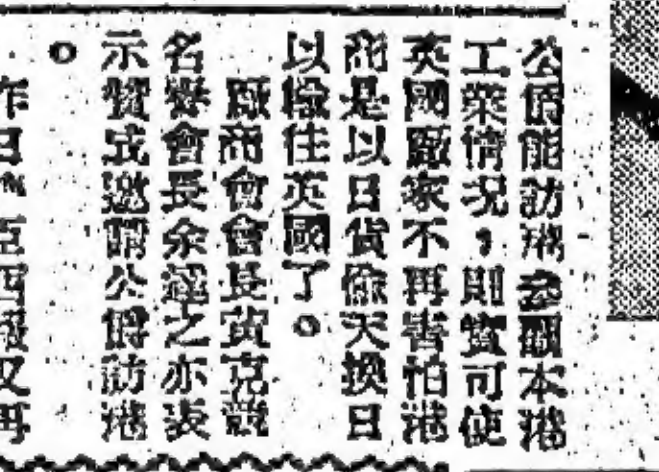 公爵能訪港參觀本港
工業情況，則實可使
英國廠家不再害怕港
商是以日貨偷天換日
以輸往英國了。
廠商會會長黃克競
名譽會長余達之亦表
示贊成邀請公爵訪港
。
昨日